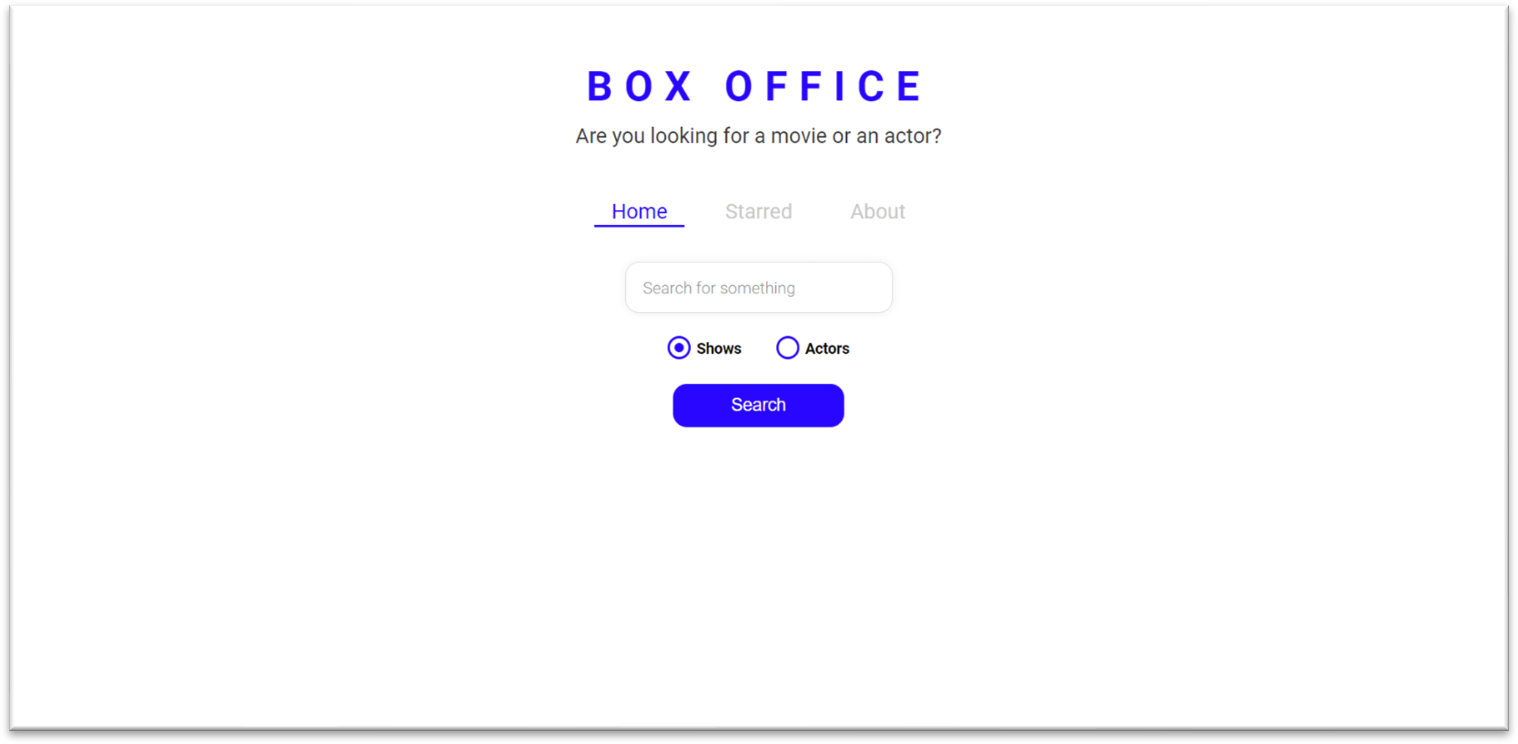 BOX OFFICE
Are you looking for a movie or an actor?
Home Starred About
Search for something
Shows Actors
Search